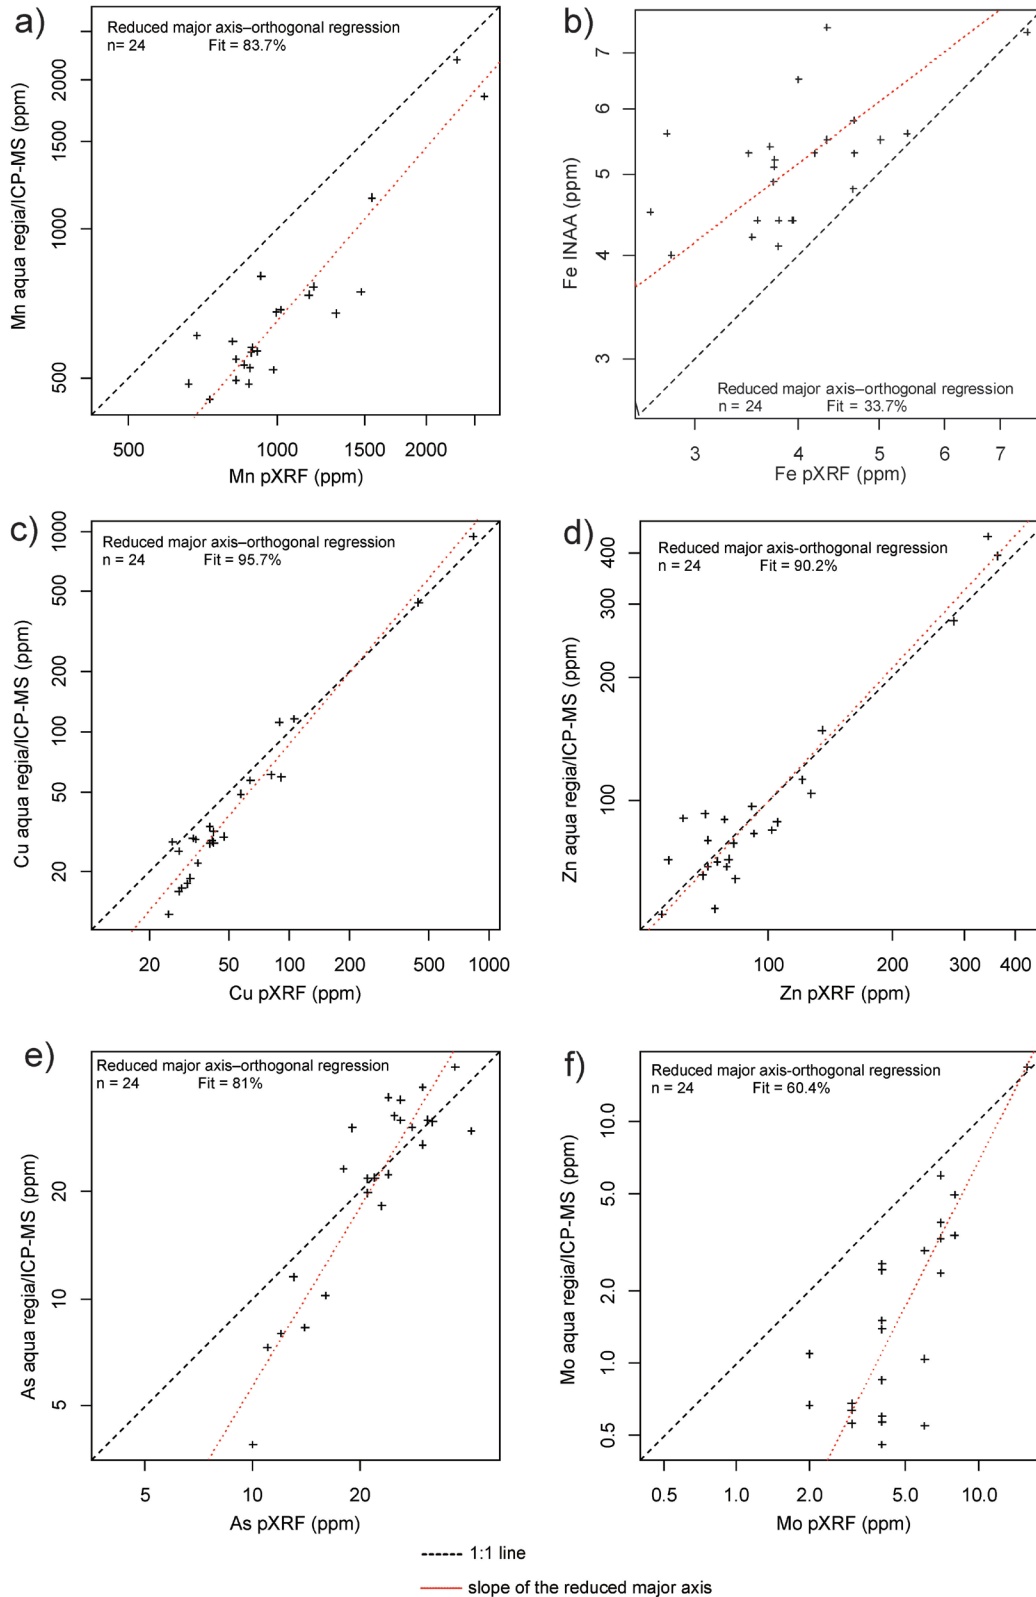 a)
Reduced major axis–orthogonal regression
n= 24 Fit = 83.7%
Mn aqua regia/ICP-MS (ppm)
2000
1500
1000
500
500 1000 1500 2000
Mn pXRF (ppm)
b)
Fe INAA (ppm)
7
6
5
4
3
Reduced major axis–orthogonal regression
n = 24 Fit = 33.7%
3 4 5 6 7
Fe pXRF (ppm)
c)
Reduced major axis–orthogonal regression
n = 24 Fit = 95.7%
Cu aqua regia/ICP-MS (ppm)
1000
500
200
100
50
20
20 50 100 200 500 1000
Cu pXRF (ppm)
d)
Reduced major axis-orthogonal regression
n = 24 Fit = 90.2%
Zn aqua regia/ICP-MS (ppm)
400
300
200
100
100 200 300 400
Zn pXRF (ppm)
e)
Reduced major axis–orthogonal regression
n = 24 Fit = 81%
As aqua regia/ICP-MS (ppm)
20
10
5
5 10 20
As pXRF (ppm)
f)
Reduced major axis-orthogonal regression
n = 24 Fit = 60.4%
Mo aqua regia/ICP-MS (ppm)
10.0
5.0
2.0
1.0
0.5
0.5 1.0 2.0 5.0 10.0
Mo pXRF (ppm)
1:1 line
slope of the reduced major axis